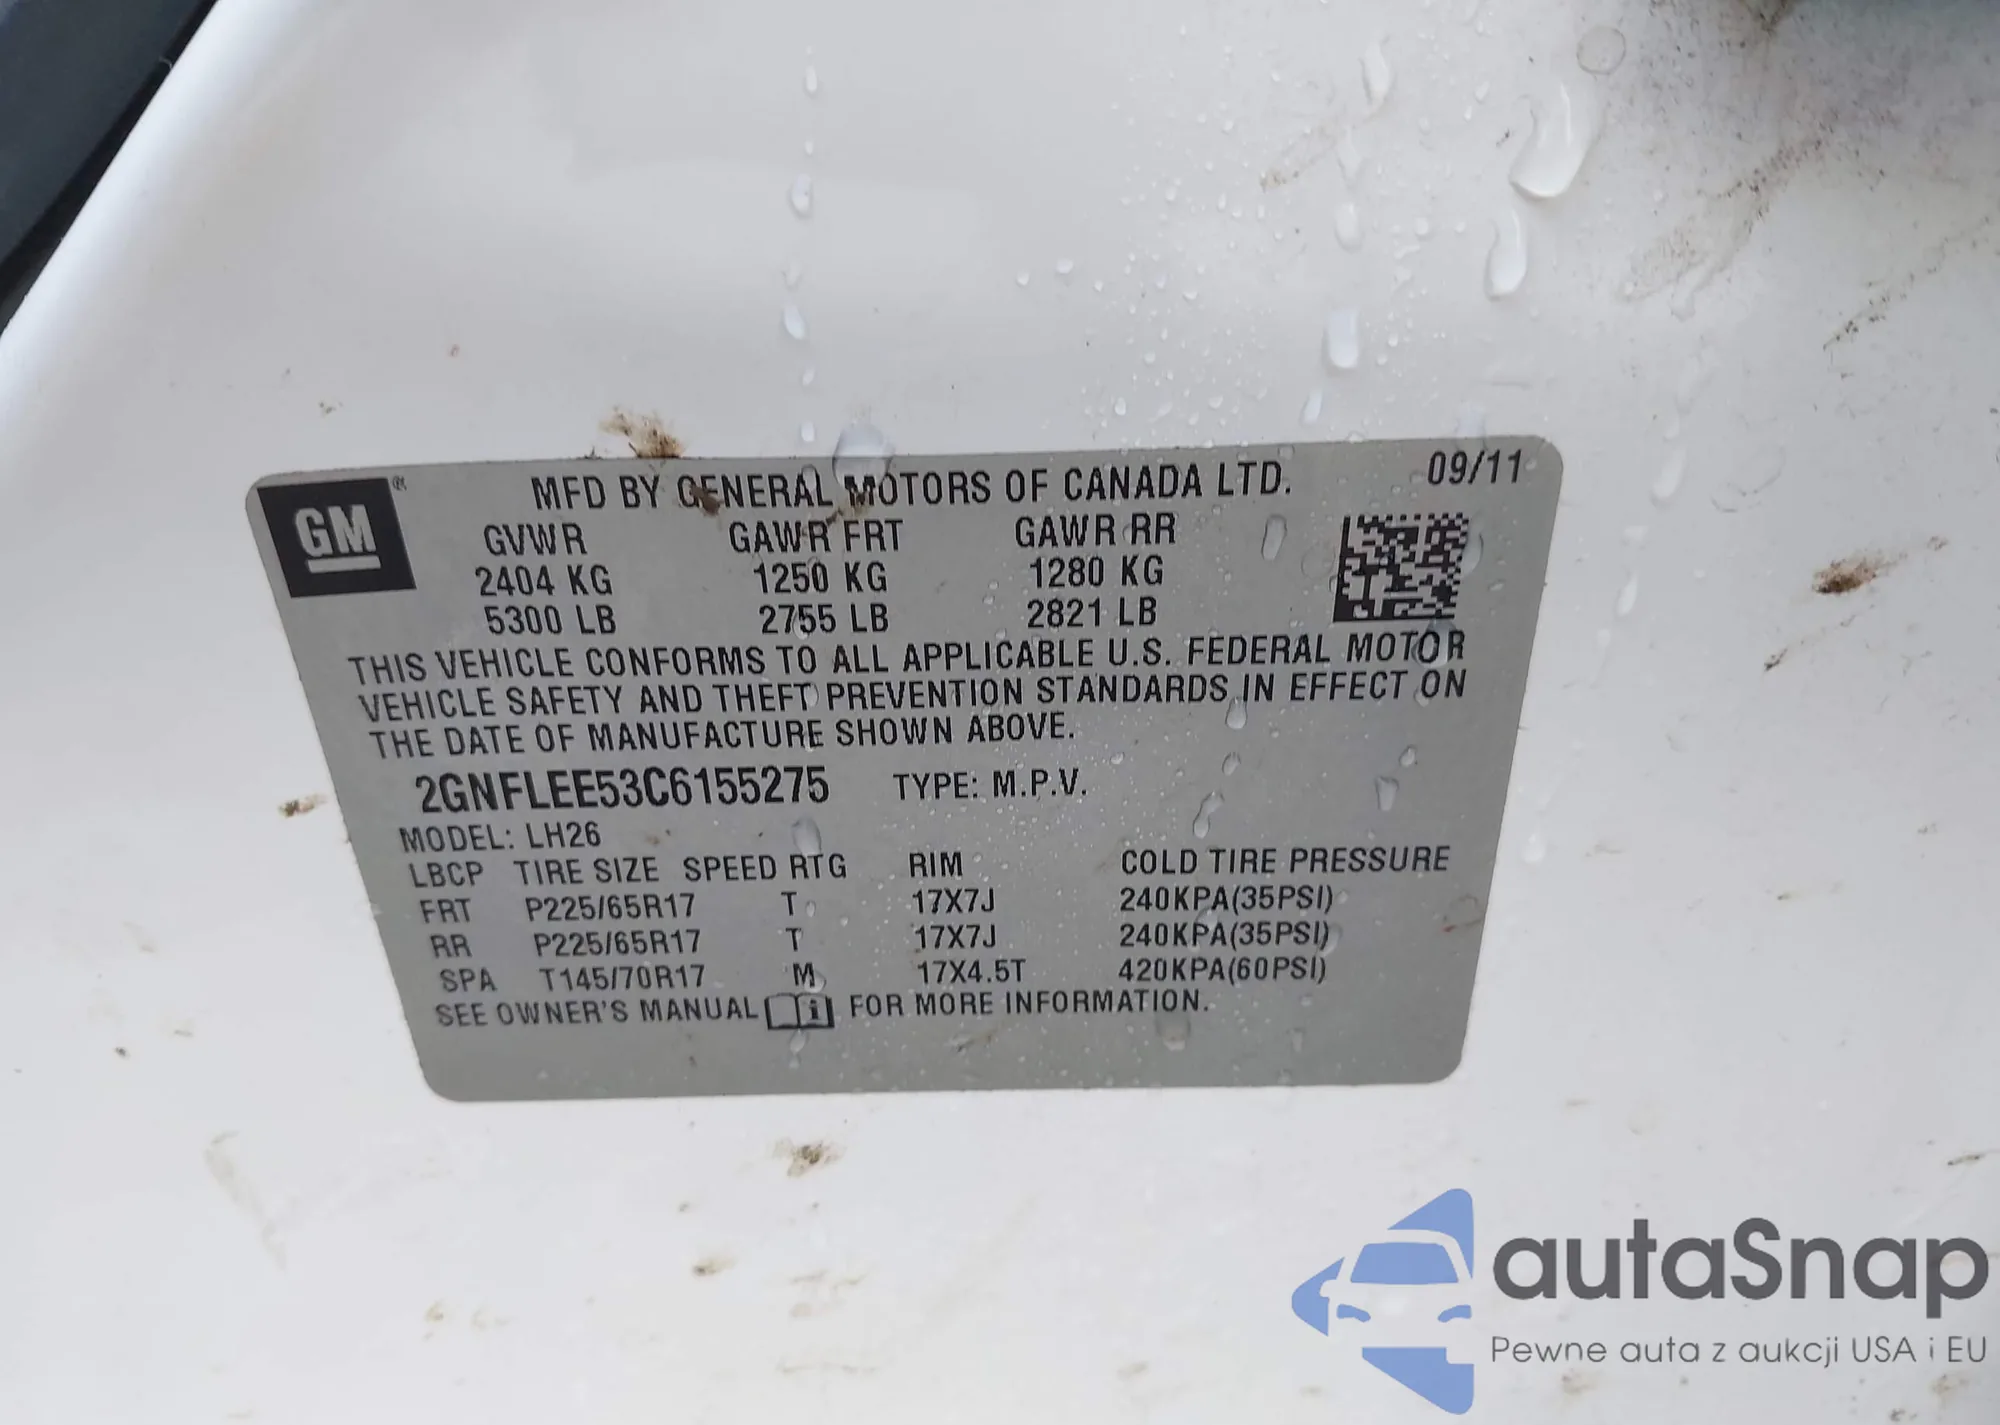 GM ®
MFD BY GENERAL MOTORS OF CANADA LTD. 09/11
GVWR GAWR FRT GAWR RR
2404 KG 1250 KG 1280 KG
5300 LB 2755 LB 2821 LB
THIS VEHICLE CONFORMS TO ALL APPLICABLE U.S. FEDERAL MOTOR
VEHICLE SAFETY AND THEFT PREVENTION STANDARDS IN EFFECT ON
THE DATE OF MANUFACTURE SHOWN ABOVE.
2GNFLEE53C6155275 TYPE: M.P.V.
MODEL: LH26
LBCP TIRE SIZE SPEED RTG RIM COLD TIRE PRESSURE
FRT P225/65R17 T 17X7J 240KPA(35PSI)
RR P225/65R17 T 17X7J 240KPA(35PSI)
SPA T145/70R17 M 17X4.5T 420KPA(60PSI)
SEE OWNER'S MANUAL i FOR MORE INFORMATION.
autaSnap
Pewne auta z aukcji USA i EU